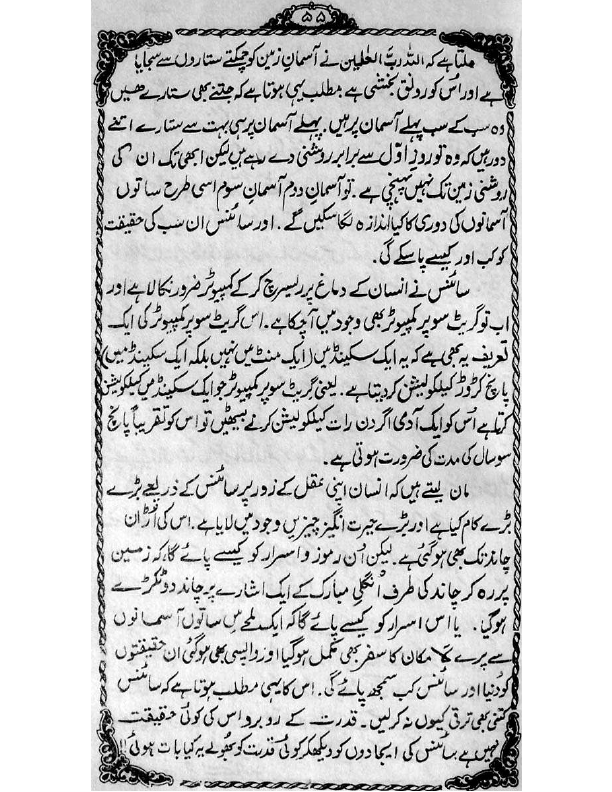 ۵۵
ملتا ہے کہ اللہ ربّ العٰلمین نے آسمانِ زمین کو چمکتے ستاروں سے سجایا
ہے اور اُس کو رونق بخشی ہے مطلب یہی ہوتا ہے کہ جتنے بھی ستارے ھیں
وہ سب کے سب پہلے آسمان پر ہیں۔ پہلے آسمان پر سی بہت سے ستارے اتنے
دور ہیں کہ وہ تو روزِ اوّل سے برابر روشنی دے رہے ہیں لیکن ابھی تک ان کی
روشنی زمین تک نہیں پہنچی ہے۔ تو آسمانِ دوم آسمانِ سوم اسی طرح ساتوں
آسمانوں کی دوری کا کیا اندازہ لگا سکیں گے۔ اور سائنس ان سب کی حقیقت
کو کب اور کیسے پا سکے گی۔
سائنس نے انسان کے دماغ پر ریسرچ کر کے کمپیوٹر ضرور نکالا ہے اور
اب تو گریٹ سوپر کمپیوٹر بھی وجود میں آ چکا ہے۔ اس گریٹ سوپر کمپیوٹر کی ایک
تعریف یہ بھی ہے کہ یہ ایک سکینڈ میں (ایک منٹ میں نہیں بلکہ ایک سکینڈ میں)
پانچ کڑوڑ کیلکولیشن کر دیتا ہے۔ یعنی گریٹ سوپر کمپیوٹر جو ایک سکینڈ میں کیلکولیشن
کرتا ہے اُس کو ایک آدمی اگر دن رات کیلکولیشن کرنے بیٹھیں تو اس کو تقریباً پانچ
سو سال کی مدت کی ضرورت ہوتی ہے۔
مان لیتے ہیں کہ انسان اپنی عقل کے زور پر سائنس کے ذریعے بڑے
بڑے کام کیا ہے اور بڑے حیرت انگیز چیزیں وجود میں لایا ہے۔ اس کی اُڑان
چاند تک بھی ہو گئی ہے۔ لیکن اُن رموز و اسرار کو کیسے پائے گا، کہ زمین
پر رہ کر چاند کی طرف انگلیِ مبارک کے ایک اشارے پر چاند دو ٹکڑے
ہو گیا۔ یا اس اسرار کو کیسے پائے گا کہ ایک لمحے میں ساتوں آسمانوں
سے پرے لا مکان کا سفر بھی مکمل ہو گیا اور واپسی بھی ہو گئی ان حقیقتوں
کو دُنیا اور سائنس کب سمجھ پائے گی۔ اس کا یہی مطلب ہوتا ہے کہ سائنس
کتنی بھی ترقی کیوں نہ کر لیں۔ قدرت کے روبرو اس کی کوئی حقیقت
نہیں ہے سائنس کی ایجادوں کو دیکھکر کوئی قدرت کو بھولے یہ کیا بات ہوئی!!